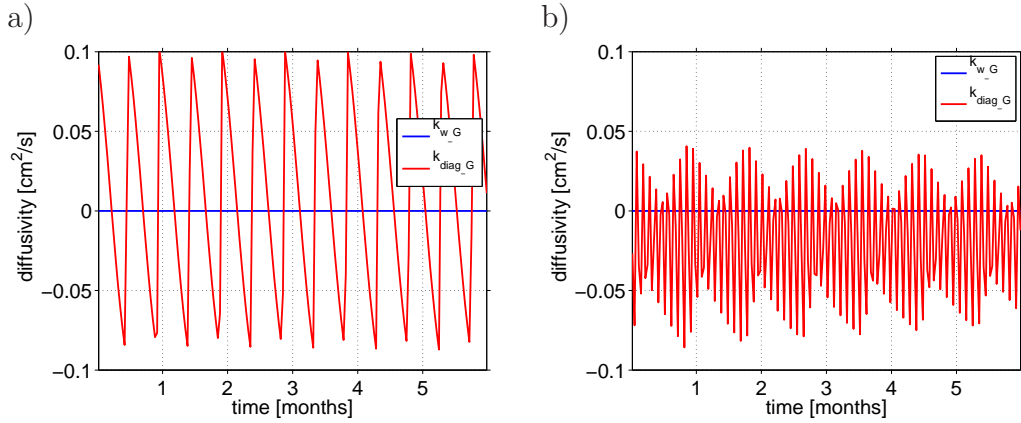 a)
0.1
0.05
0
−0.05
−0.1
diffusivity [cm²/s]
1 2 3 4 5
time [months]
k_w_G
k_diag_G
b)
0.1
0.05
0
−0.05
−0.1
diffusivity [cm²/s]
1 2 3 4 5
time [months]
k_w_G
k_diag_G